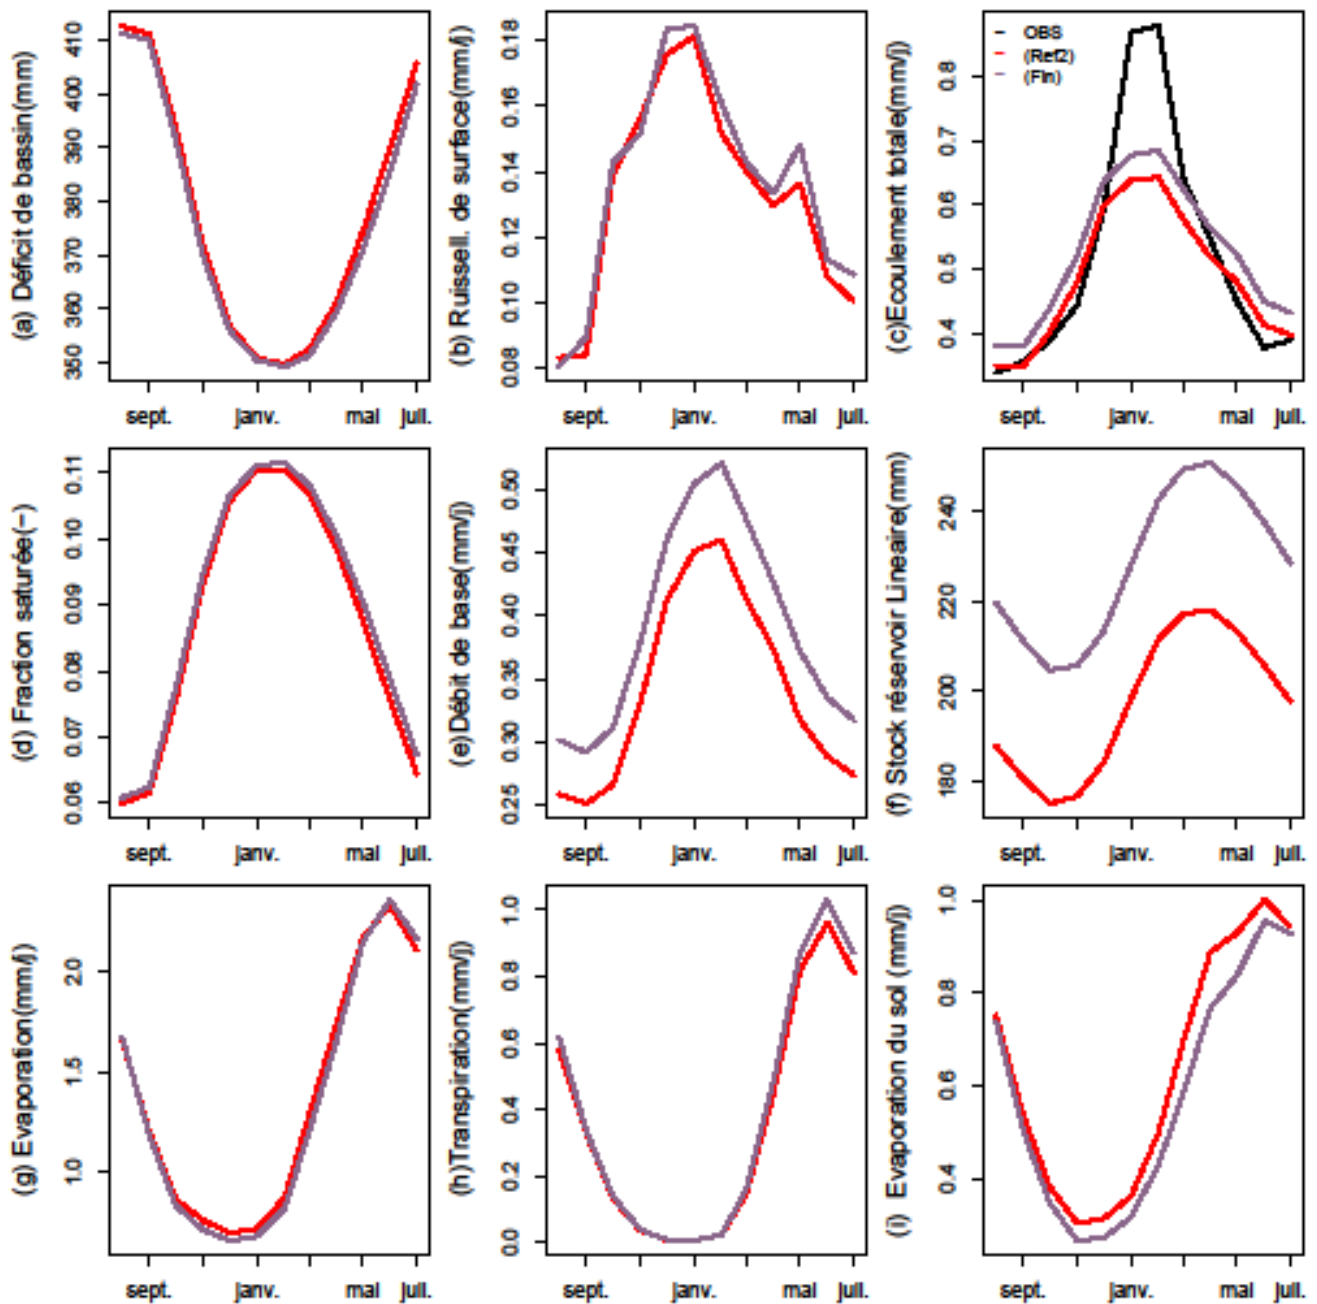 (a) Déficit de bassin(mm)
410
400
390
380
370
360
350
sept.
janv.
mai
juil.
(b) Ruissell. de surface(mm/j)
0.18
0.16
0.14
0.12
0.10
0.08
sept.
janv.
mai
juil.
(c)Ecoulement totale(mm/j)
0.8
0.7
0.6
0.5
0.4
OBS
(Ref2)
(Fin)
sept.
janv.
mai
juil.
(d) Fraction saturée(−)
0.11
0.10
0.09
0.08
0.07
0.06
sept.
janv.
mai
juil.
(e)Débit de base(mm/j)
0.50
0.45
0.40
0.35
0.30
0.25
sept.
janv.
mai
juil.
(f) Stock réservoir Lineaire(mm)
240
220
200
180
sept.
janv.
mai
juil.
(g) Evaporation(mm/j)
2.0
1.5
1.0
sept.
janv.
mai
juil.
(h)Transpiration(mm/j)
1.0
0.8
0.6
0.4
0.2
0.0
sept.
janv.
mai
juil.
(i) Evaporation du sol (mm/j)
1.0
0.8
0.6
0.4
sept.
janv.
mai
juil.